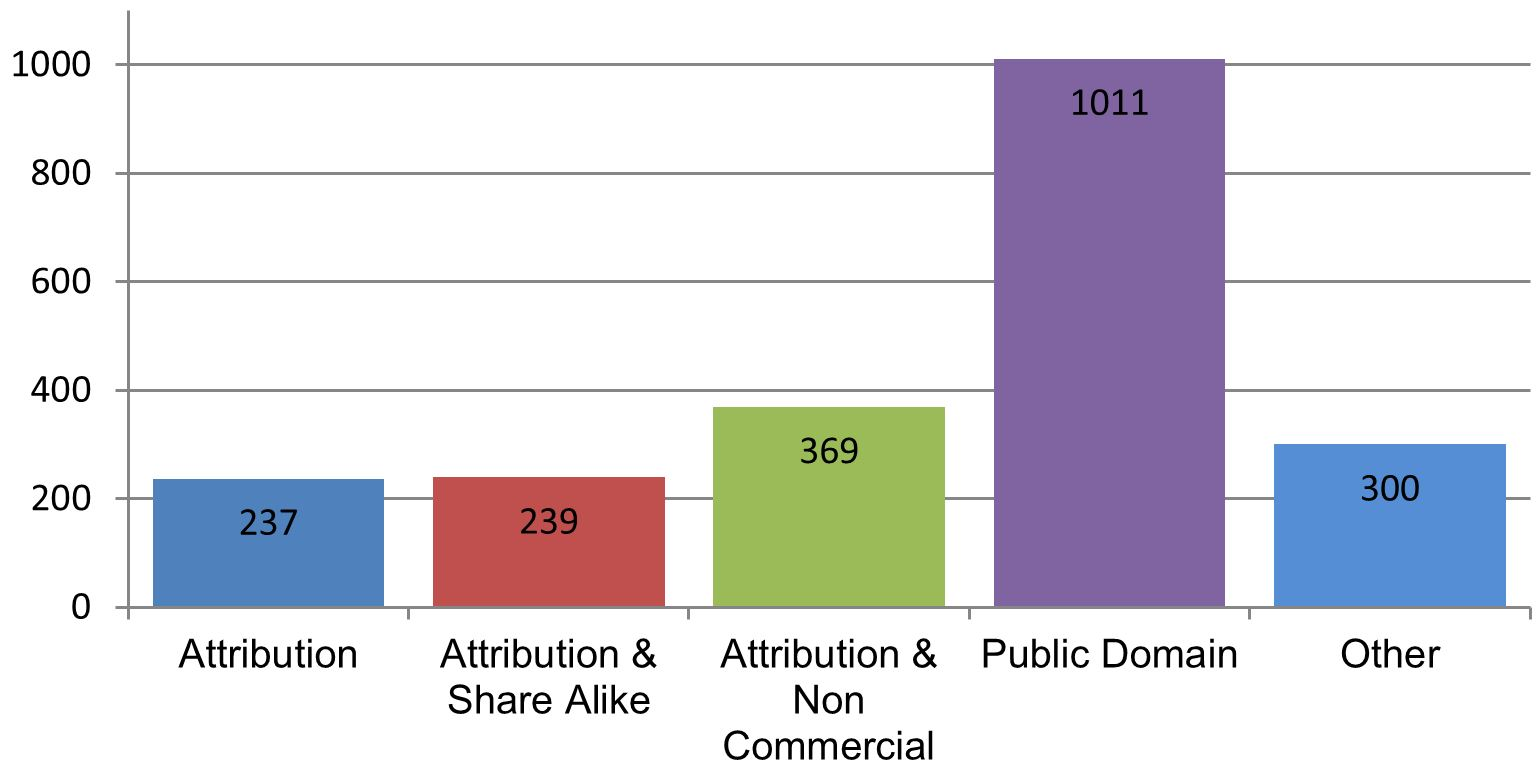 1000
800
600
400
200
0
237
239
369
1011
300
Attribution
Attribution &
Share Alike
Attribution &
Non
Commercial
Public Domain
Other